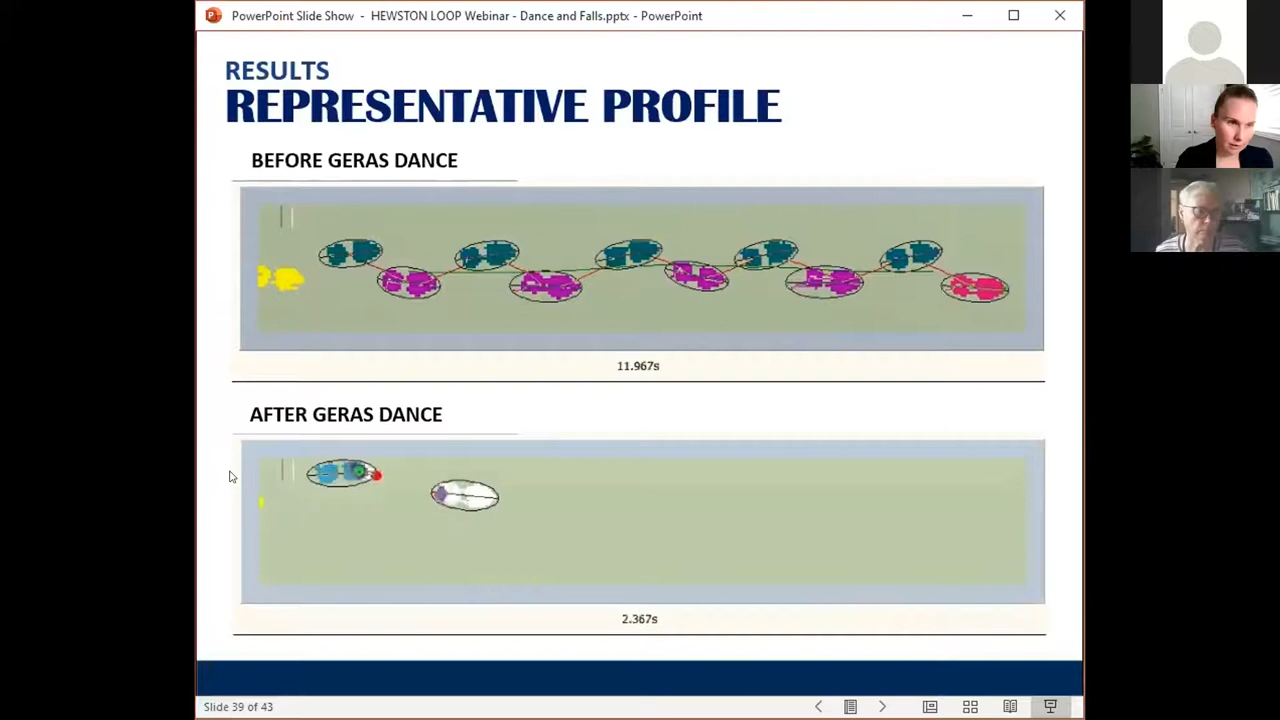 PowerPoint Slide Show - HEWSTON LOOP Webinar - Dance and Falls.pptx - PowerPoint
RESULTS
REPRESENTATIVE PROFILE
BEFORE GERAS DANCE
11.967s
AFTER GERAS DANCE
2.367s
Slide 39 of 43